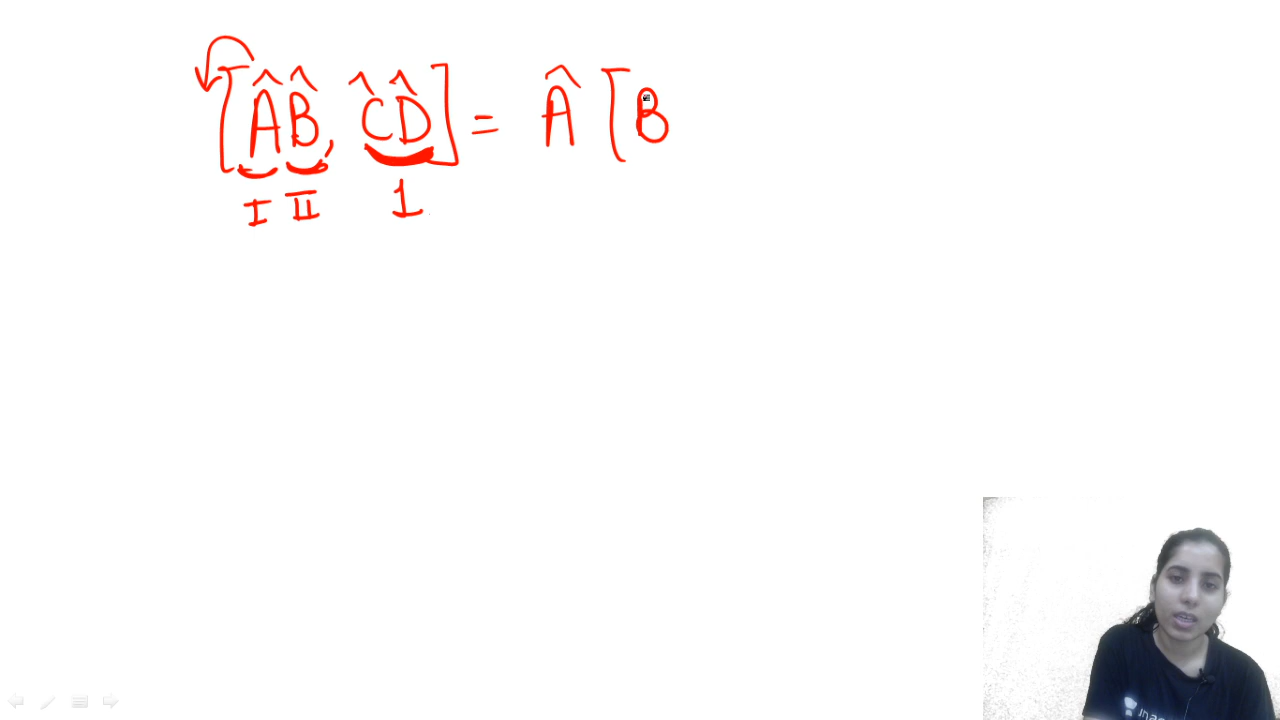 [ÂB̂, ĈD̂] = Â [B
I II 1